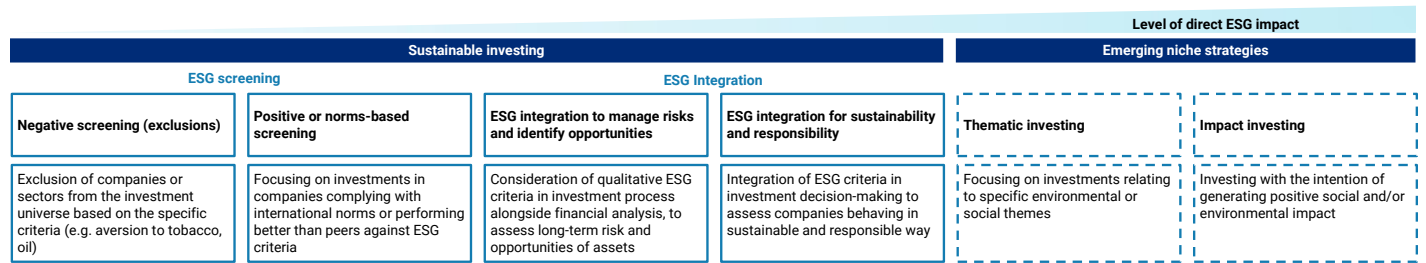 Level of direct ESG impact
Sustainable investing
Emerging niche strategies
ESG screening
ESG Integration
Negative screening (exclusions)
Positive or norms-based
screening
ESG integration to manage risks
and identify opportunities
ESG integration for sustainability
and responsibility
Thematic investing
Impact investing
Exclusion of companies or
sectors from the investment
universe based on the specific
criteria (e.g. aversion to tobacco,
oil)
Focusing on investments in
companies complying with
international norms or performing
better than peers against ESG
criteria
Consideration of qualitative ESG
criteria in investment process
alongside financial analysis, to
assess long-term risk and
opportunities of assets
Integration of ESG criteria in
investment decision-making to
assess companies behaving in
sustainable and responsible way
Focusing on investments relating
to specific environmental or
social themes
Investing with the intention of
generating positive social and/or
environmental impact